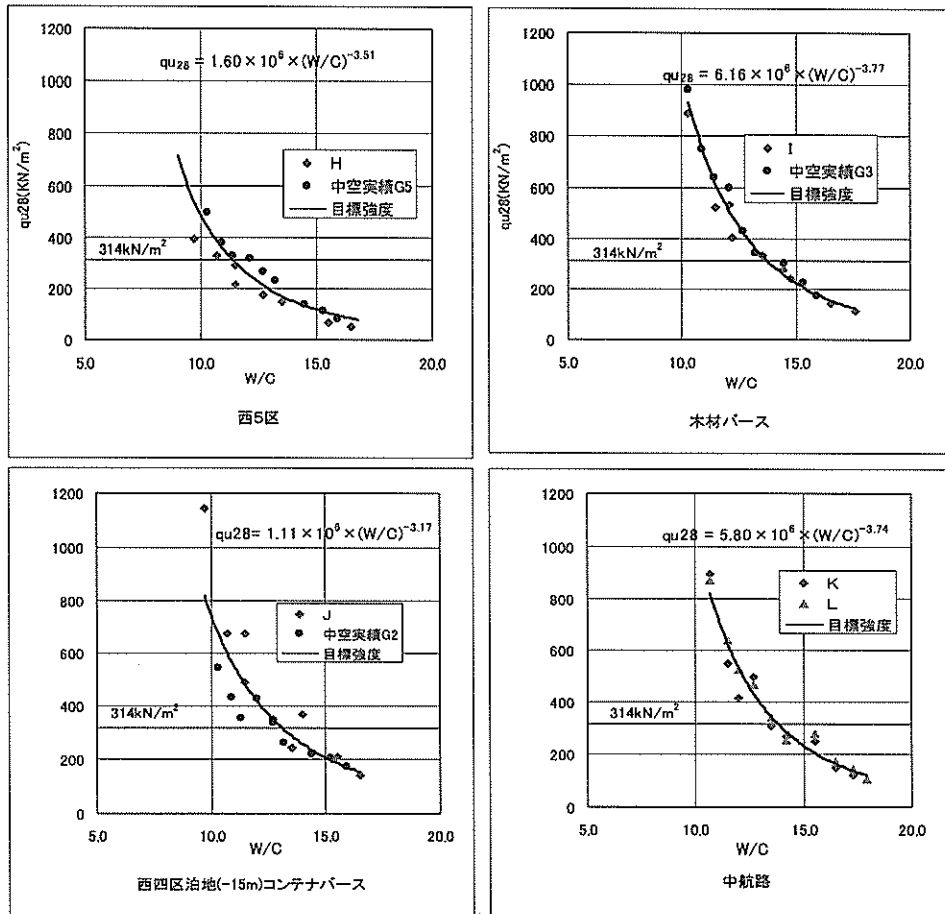 1200
1000
800
600
400
200
0
qu28(KN/m²)
qu₂₈ = 1.60 × 10⁶ × (W/C)⁻³·⁵¹
H
中空実績G5
目標強度
314kN/m²
5.0 10.0 15.0 20.0
W/C
西5区
1200
1000
800
600
400
200
0
qu₂₈ = 6.16 × 10⁶ × (W/C)⁻³·⁷⁷
I
中空実績G3
目標強度
314kN/m²
5.0 10.0 15.0 20.0
W/C
木材バース
1200
1000
800
600
400
200
0
qu28= 1.11 × 10⁶ × (W/C)⁻³·¹⁷
J
中空実績G2
目標強度
314kN/m²
5.0 10.0 15.0 20.0
W/C
西四区泊地(-15m)コンテナバース
1200
1000
800
600
400
200
0
qu28 = 5.80 × 10⁶ × (W/C)⁻³·⁷⁴
K
L
目標強度
314kN/m²
5.0 10.0 15.0 20.0
W/C
中航路